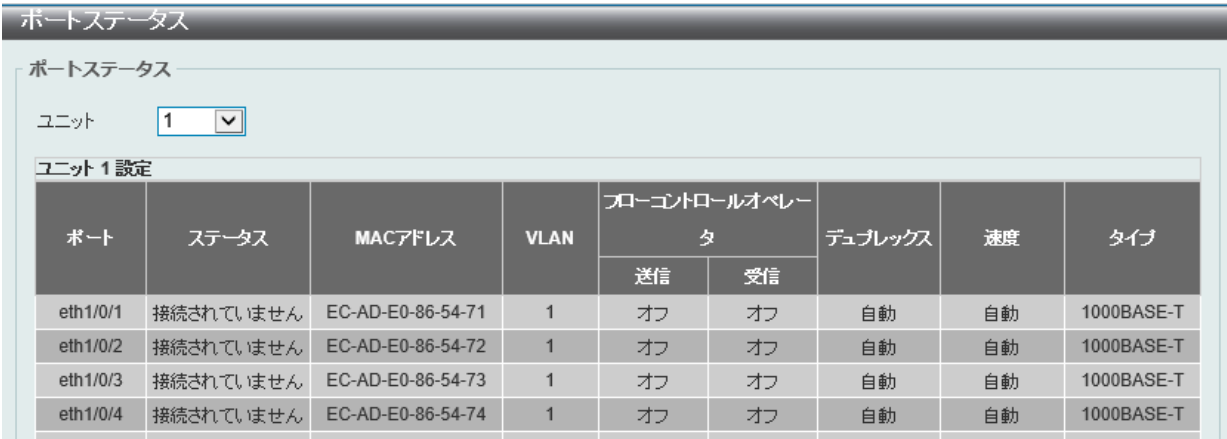 ポートステータス
ポートステータス
ユニット 1
ユニット 1 設定
ポート ステータス MACアドレス VLAN フローコントロールオペレー
タ デュプレックス 速度 タイプ
送信 受信
eth1/0/1 接続されていません EC-AD-E0-86-54-71 1 オフ オフ 自動 自動 1000BASE-T
eth1/0/2 接続されていません EC-AD-E0-86-54-72 1 オフ オフ 自動 自動 1000BASE-T
eth1/0/3 接続されていません EC-AD-E0-86-54-73 1 オフ オフ 自動 自動 1000BASE-T
eth1/0/4 接続されていません EC-AD-E0-86-54-74 1 オフ オフ 自動 自動 1000BASE-T